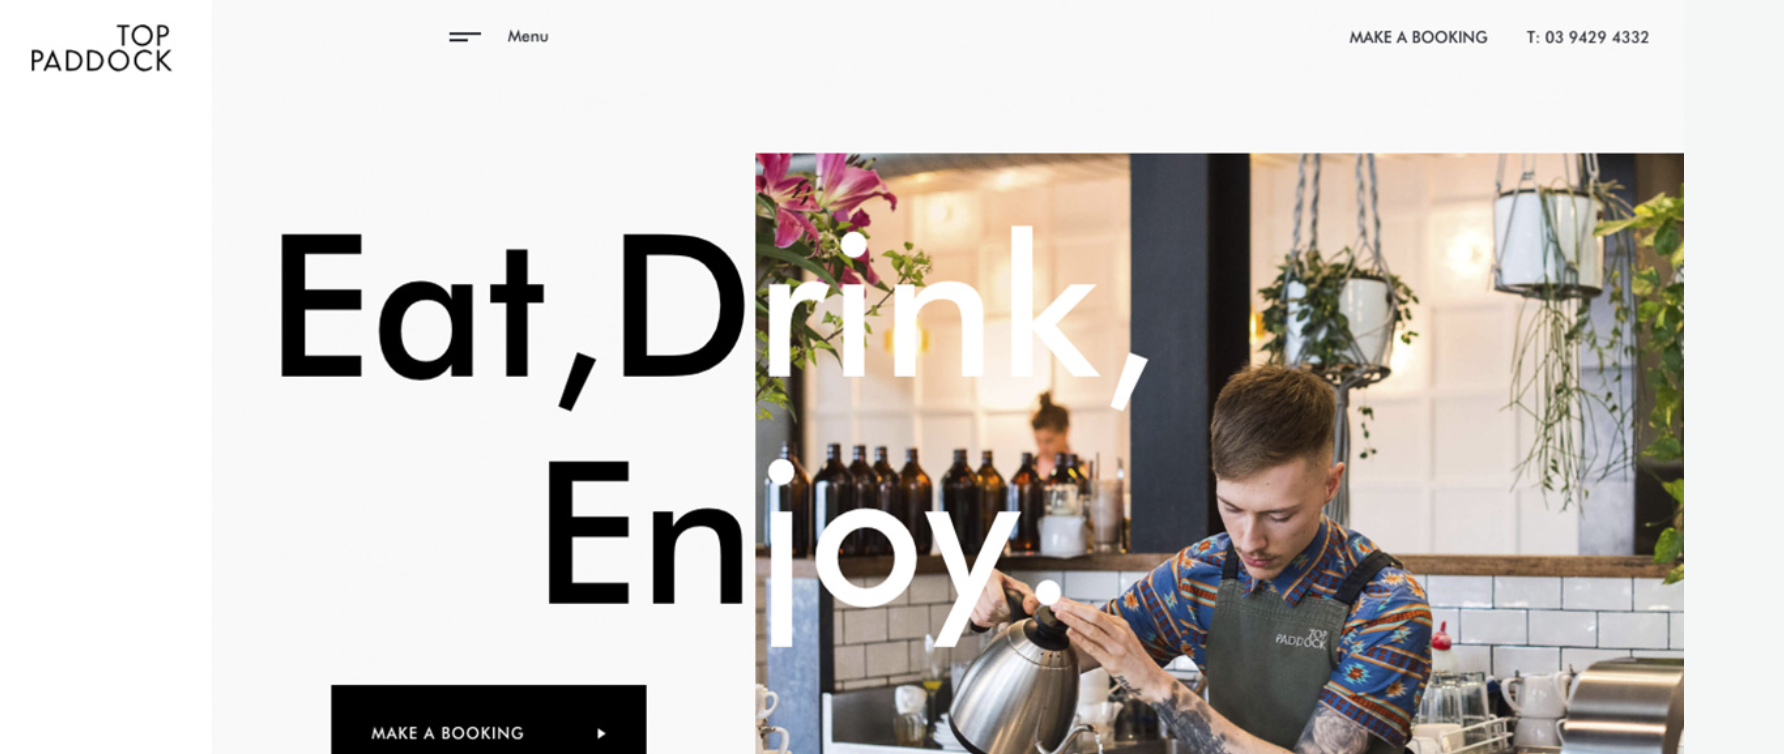 TOP
PADDOCK
Menu
MAKE A BOOKING
T: 03 9429 4332
Eat,Drink,
Enjoy.
TOP
PADDOCK
MAKE A BOOKING